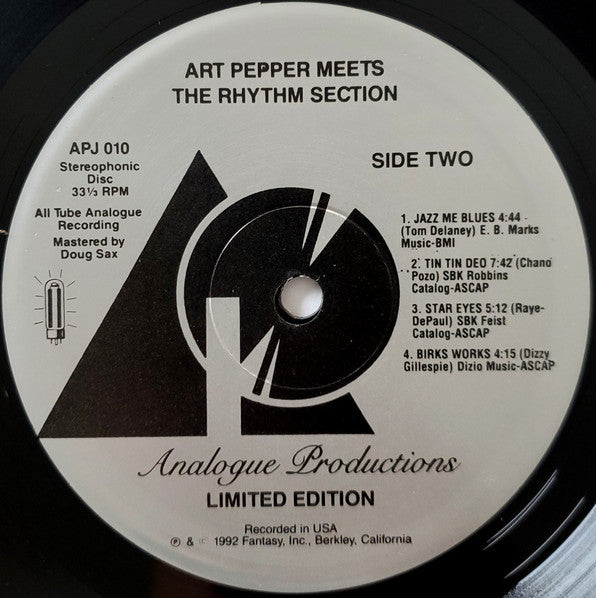 ART PEPPER MEETS
THE RHYTHM SECTION
APJ 010
Stereophonic
Disc
33⅓ RPM
All Tube Analogue
Recording
Mastered by
Doug Sax
SIDE TWO
1. JAZZ ME BLUES 4:44
(Tom Delaney) E. B. Marks
Music-BMI
2. TIN TIN DEO 7:42 (Chano
Pozo) SBK Robbins
Catalog-ASCAP
3. STAR EYES 5:12 (Raye-
DePaul) SBK Feist
Catalog-ASCAP
4. BIRKS WORKS 4:15 (Dizzy
Gillespie) Dizio Music-ASCAP
Analogue Productions
LIMITED EDITION
Recorded in USA
℗ & © 1992 Fantasy, Inc., Berkley, California